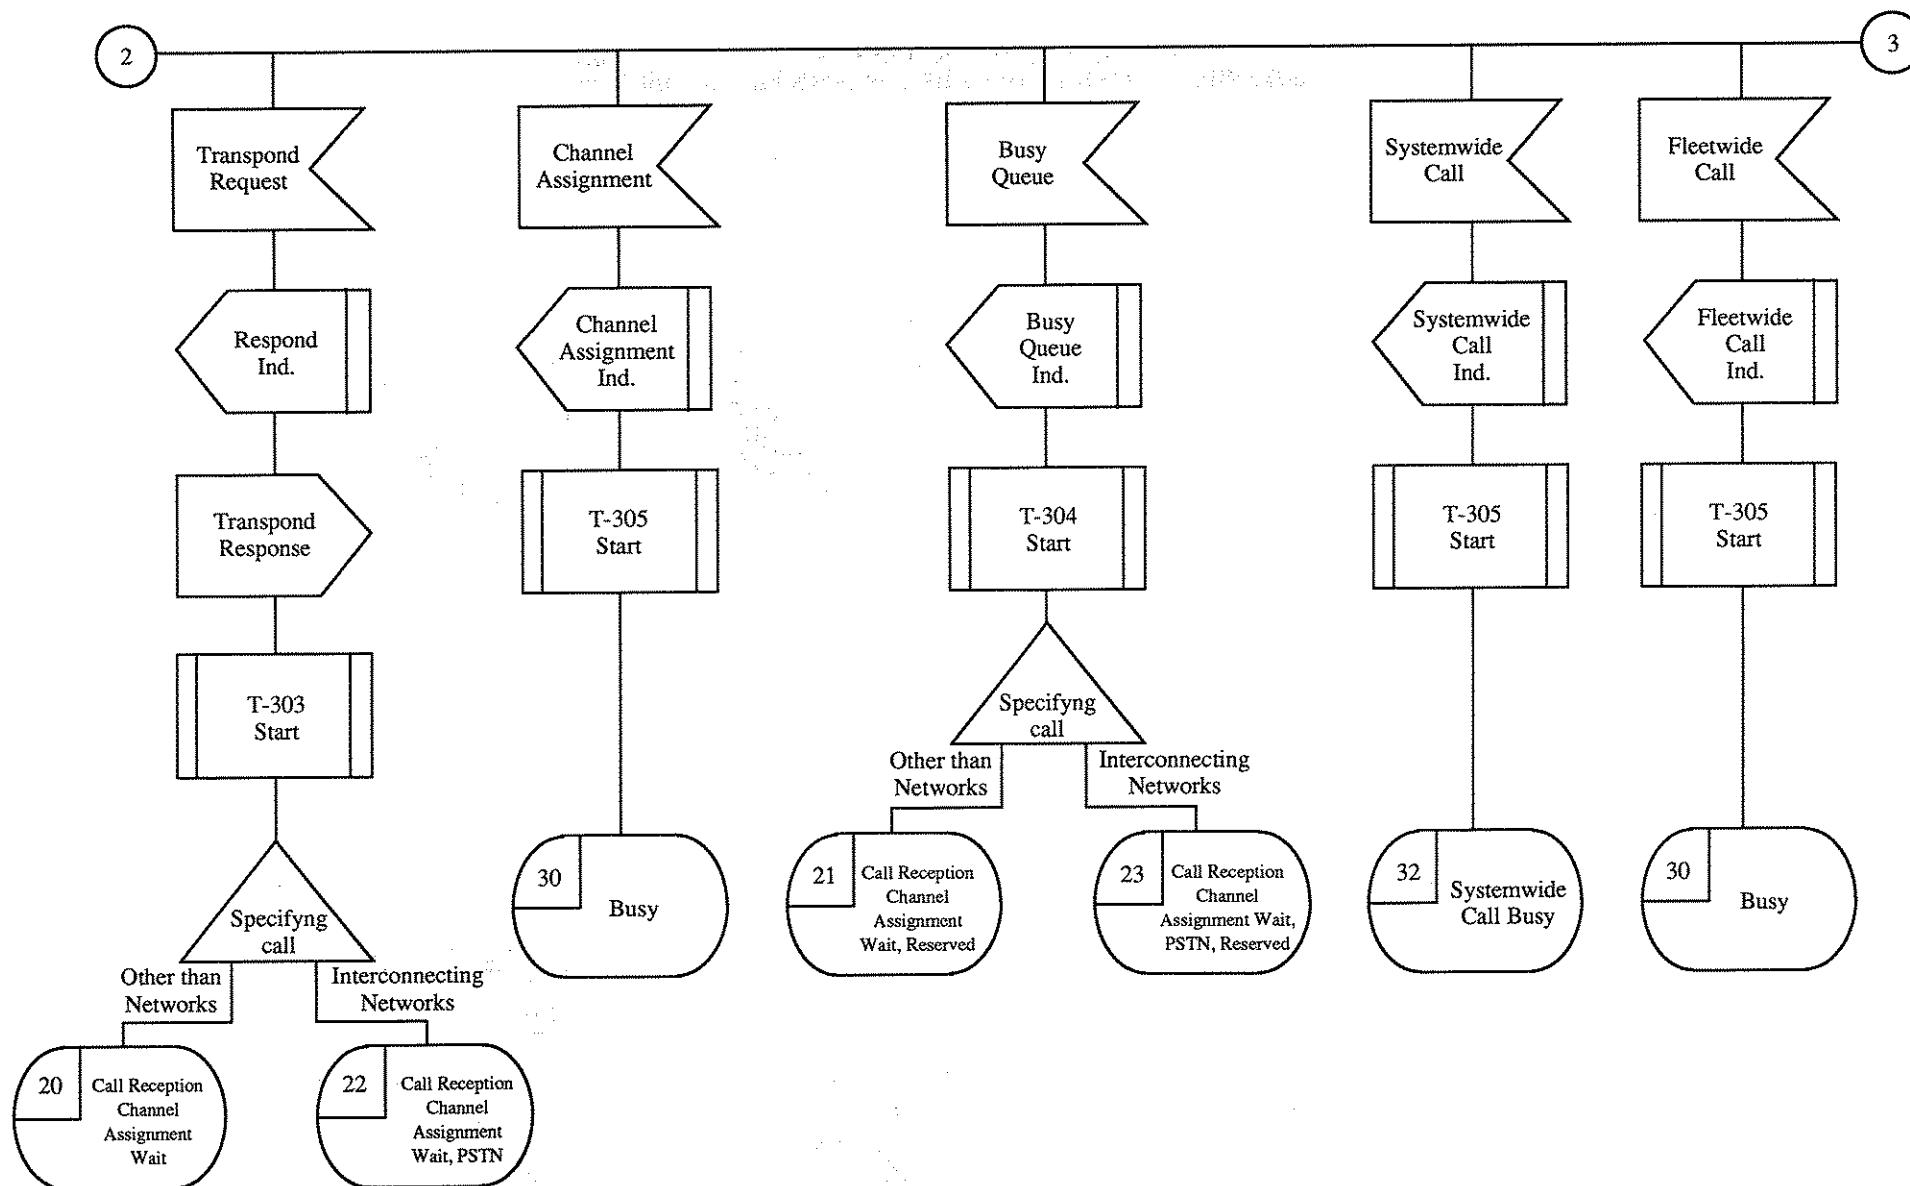 2
3
Transpond
Request
Channel
Assignment
Busy
Queue
Systemwide
Call
Fleetwide
Call
Respond
Ind.
Channel
Assignment
Ind.
Busy
Queue
Ind.
Systemwide
Call
Ind.
Fleetwide
Call
Ind.
Transpond
Response
T-305
Start
T-304
Start
T-305
Start
T-305
Start
T-303
Start
Specifyng
call
Other than
Networks
Interconnecting
Networks
30
Busy
21
Call Reception
Channel
Assignment
Wait, Reserved
23
Call Reception
Channel
Assignment Wait,
PSTN, Reserved
32
Systemwide
Call Busy
30
Busy
Specifyng
call
Other than
Networks
Interconnecting
Networks
20
Call Reception
Channel
Assignment
Wait
22
Call Reception
Channel
Assignment
Wait, PSTN